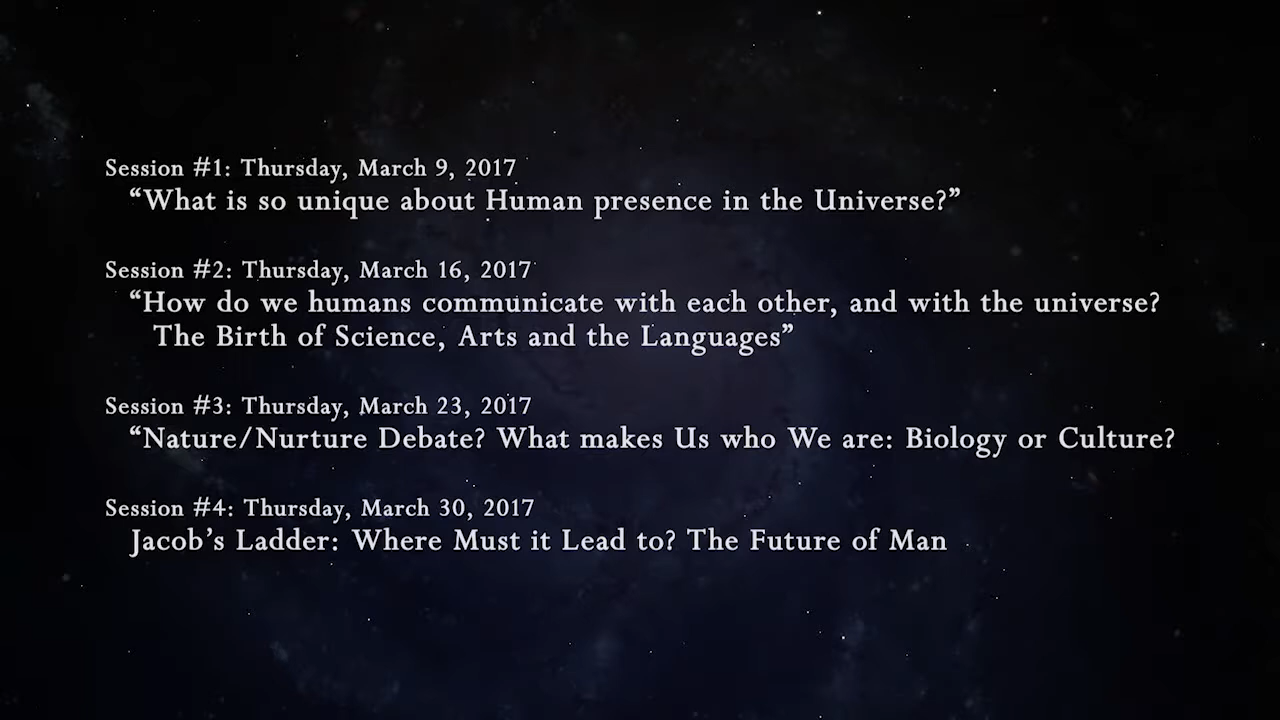 Session #1: Thursday, March 9, 2017
“What is so unique about Human presence in the Universe?”
Session #2: Thursday, March 16, 2017
“How do we humans communicate with each other, and with the universe?
The Birth of Science, Arts and the Languages”
Session #3: Thursday, March 23, 2017
“Nature/Nurture Debate? What makes Us who We are: Biology or Culture?
Session #4: Thursday, March 30, 2017
Jacob’s Ladder: Where Must it Lead to? The Future of Man